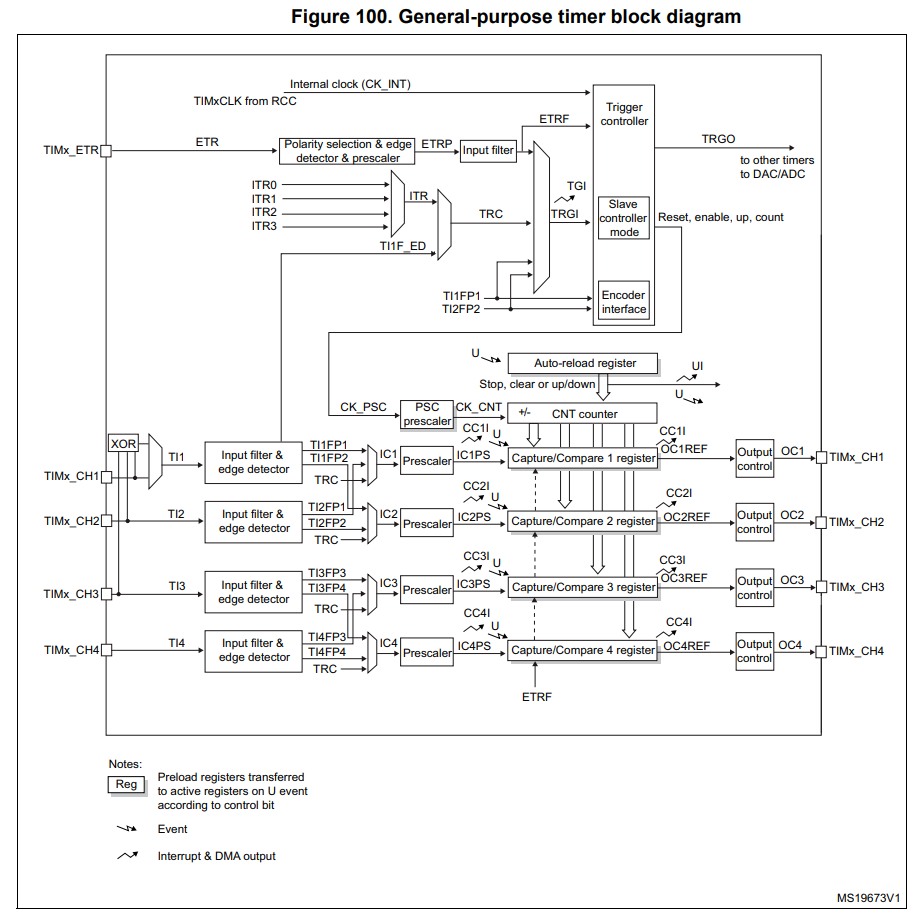 Figure 100. General-purpose timer block diagram
Internal clock (CK_INT)
TIMxCLK from RCC
Trigger
controller
ETRF
TIMx_ETR
ETR
Polarity selection & edge
detector & prescaler
ETRP
Input filter
TRGO
to other timers
to DAC/ADC
ITR0
ITR1
ITR2
ITR3
ITR
TI1F_ED
TRC
TGI
TRGI
Slave
controller
mode
Reset, enable, up, count
TI1FP1
TI2FP2
Encoder
interface
U
Auto-reload register
UI
Stop, clear or up/down
U
CK_PSC
PSC
prescaler
CK_CNT
+/-
CNT counter
XOR
TIMx_CH1
TI1
Input filter &
edge detector
TI1FP1
TI1FP2
TRC
IC1
Prescaler
CC1I
U
IC1PS
Capture/Compare 1 register
CC1I
OC1REF
Output
control
OC1
TIMx_CH1
TIMx_CH2
TI2
Input filter &
edge detector
TI2FP1
TI2FP2
TRC
IC2
Prescaler
CC2I
U
IC2PS
Capture/Compare 2 register
CC2I
OC2REF
Output
control
OC2
TIMx_CH2
TIMx_CH3
TI3
Input filter &
edge detector
TI3FP3
TI3FP4
TRC
IC3
Prescaler
CC3I
U
IC3PS
Capture/Compare 3 register
CC3I
OC3REF
Output
control
OC3
TIMx_CH3
TIMx_CH4
TI4
Input filter &
edge detector
TI4FP3
TI4FP4
TRC
IC4
Prescaler
CC4I
U
IC4PS
Capture/Compare 4 register
CC4I
OC4REF
Output
control
OC4
TIMx_CH4
ETRF
Notes:
Reg
Preload registers transferred
to active registers on U event
according to control bit
Event
Interrupt & DMA output
MS19673V1